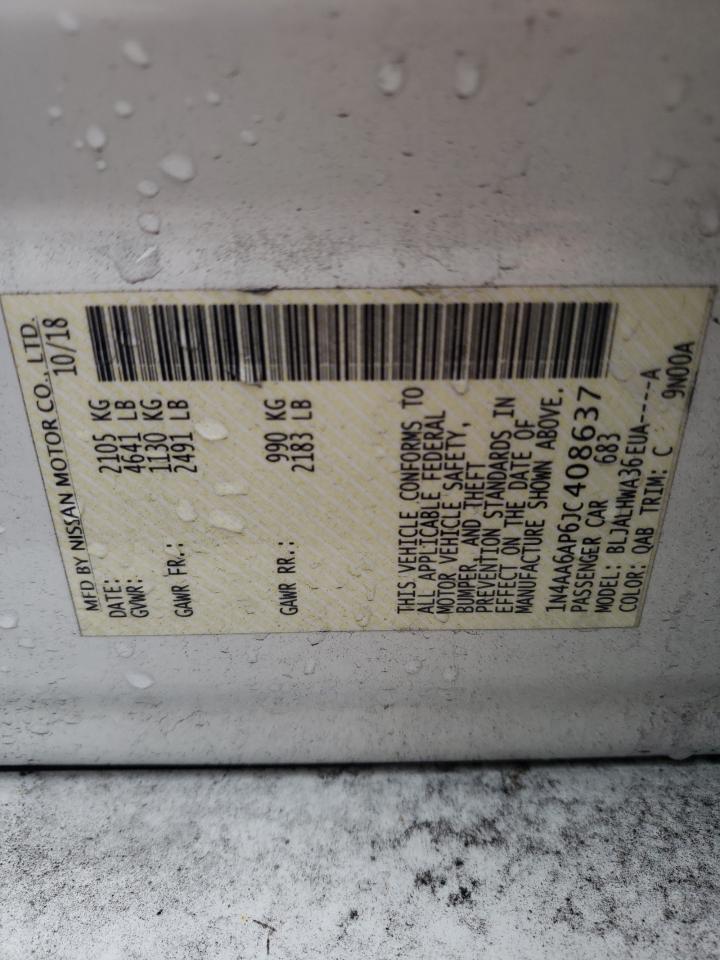 MFD BY NISSAN MOTOR CO., LTD.
DATE: 10/18
GVWR: 2105 KG
4641 LB
GAWR FR.: 1130 KG
2491 LB
GAWR RR.: 990 KG
2183 LB
THIS VEHICLE CONFORMS TO
ALL APPLICABLE FEDERAL
MOTOR VEHICLE SAFETY,
BUMPER, AND THEFT
PREVENTION STANDARDS IN
EFFECT ON THE DATE OF
MANUFACTURE SHOWN ABOVE.
1N4AA6AP6JC408637
PASSENGER CAR 683
MODEL: BLJALHWA36EUA----A
COLOR: QAB TRIM: C 9N00A